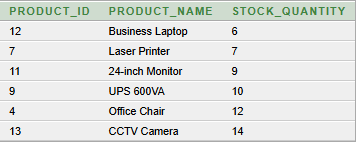 PRODUCT_ID PRODUCT_NAME STOCK_QUANTITY
12 Business Laptop 6
7 Laser Printer 7
11 24-inch Monitor 9
9 UPS 600VA 10
4 Office Chair 12
13 CCTV Camera 14